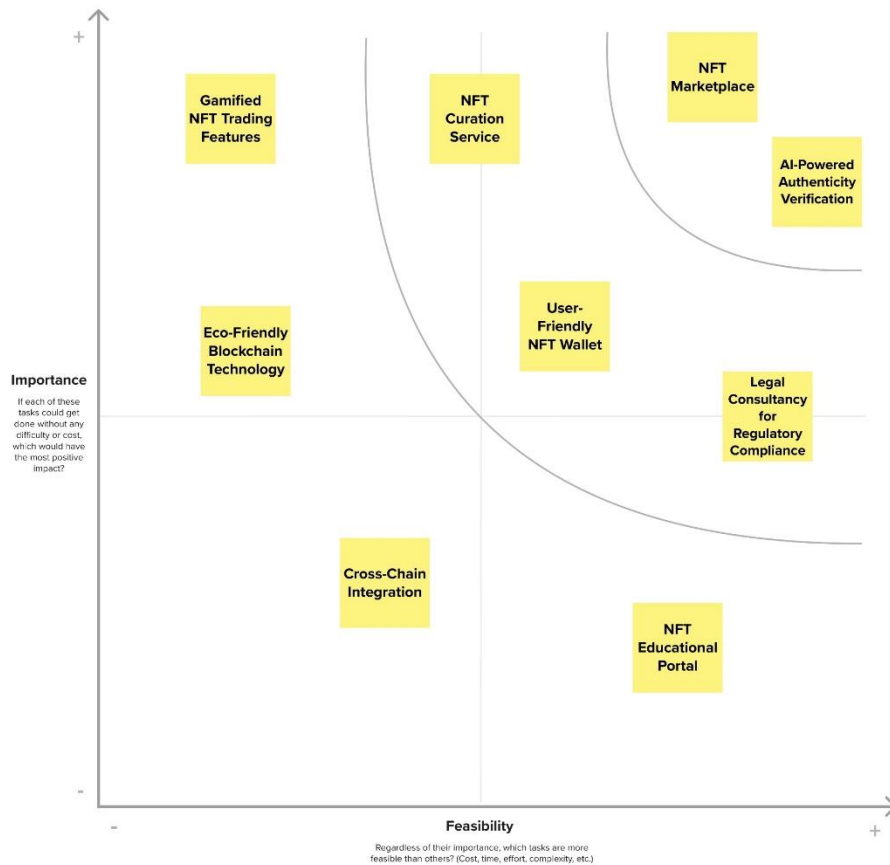 +
Gamified
NFT Trading
Features
NFT
Curation
Service
NFT
Marketplace
AI-Powered
Authenticity
Verification
Eco-Friendly
Blockchain
Technology
User-
Friendly
NFT Wallet
Importance
If each of these
tasks could get
done without any
difficulty or cost,
which would have
the most positive
impact?
Legal
Consultancy
for
Regulatory
Compliance
Cross-Chain
Integration
NFT
Educational
Portal
-
-
Feasibility
+
Regardless of their importance, which tasks are more
feasible than others? (Cost, time, effort, complexity, etc.)